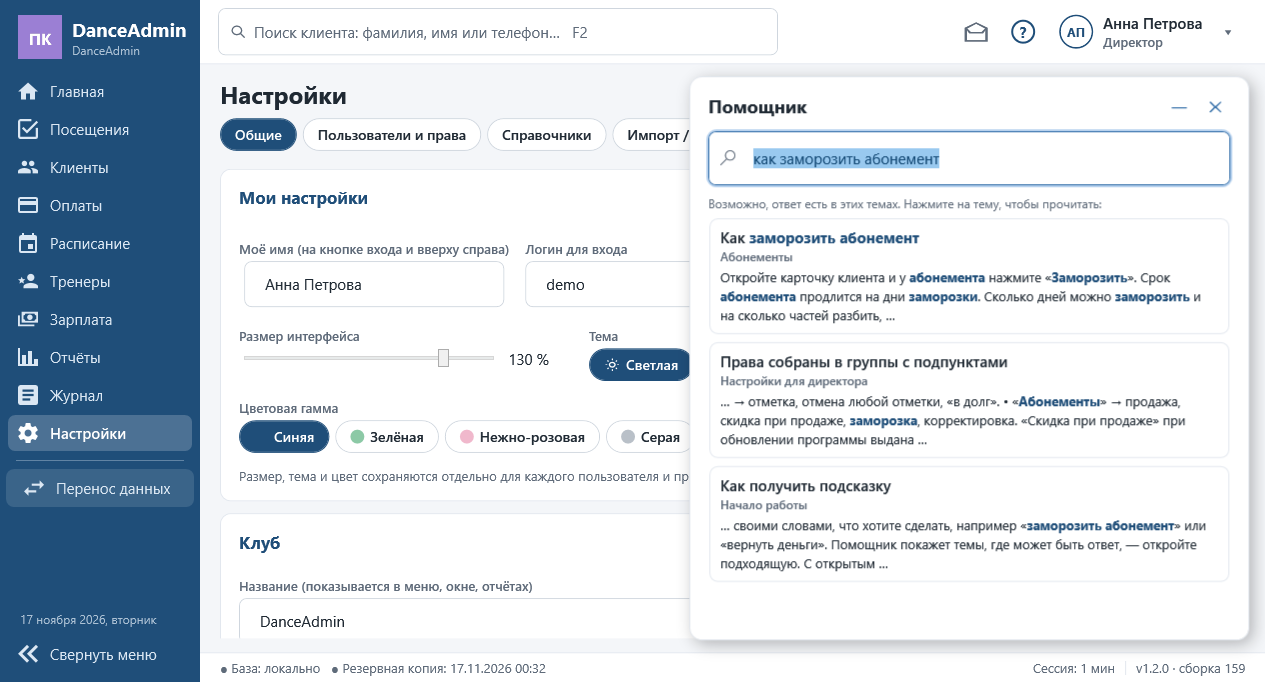 ПК
DanceAdmin
DanceAdmin
Главная
Посещения
Клиенты
Оплаты
Расписание
Тренеры
Зарплата
Отчёты
Журнал
Настройки
Перенос данных
17 ноября 2026, вторник
Свернуть меню
Поиск клиента: фамилия, имя или телефон... F2
?
АП
Анна Петрова
Директор
Настройки
Общие
Пользователи и права
Справочники
Импорт /
Мои настройки
Моё имя (на кнопке входа и вверху справа)
Логин для входа
Анна Петрова
demo
Размер интерфейса
Тема
130 %
Светлая
Цветовая гамма
Синяя
Зелёная
Нежно-розовая
Серая
Размер, тема и цвет сохраняются отдельно для каждого пользователя и пр
Клуб
Название (показывается в меню, окне, отчётах)
DanceAdmin
Помощник
как заморозить абонемент
Возможно, ответ есть в этих темах. Нажмите на тему, чтобы прочитать:
Как заморозить абонемент
Абонементы
Откройте карточку клиента и у абонемента нажмите «Заморозить». Срок
абонемента продлится на дни заморозки. Сколько дней можно заморозить и
на сколько частей разбить, ...
Права собраны в группы с подпунктами
Настройки для директора
... → отметка, отмена любой отметки, «в долг». • «Абонементы» → продажа,
скидка при продаже, заморозка, корректировка. «Скидка при продаже» при
обновлении программы выдана ...
Как получить подсказку
Начало работы
... своими словами, что хотите сделать, например «заморозить абонемент» или
«вернуть деньги». Помощник покажет темы, где может быть ответ, — откройте
подходящую. С открытым ...
База: локально
Резервная копия: 17.11.2026 00:32
Сессия: 1 мин
v1.2.0 · сборка 159